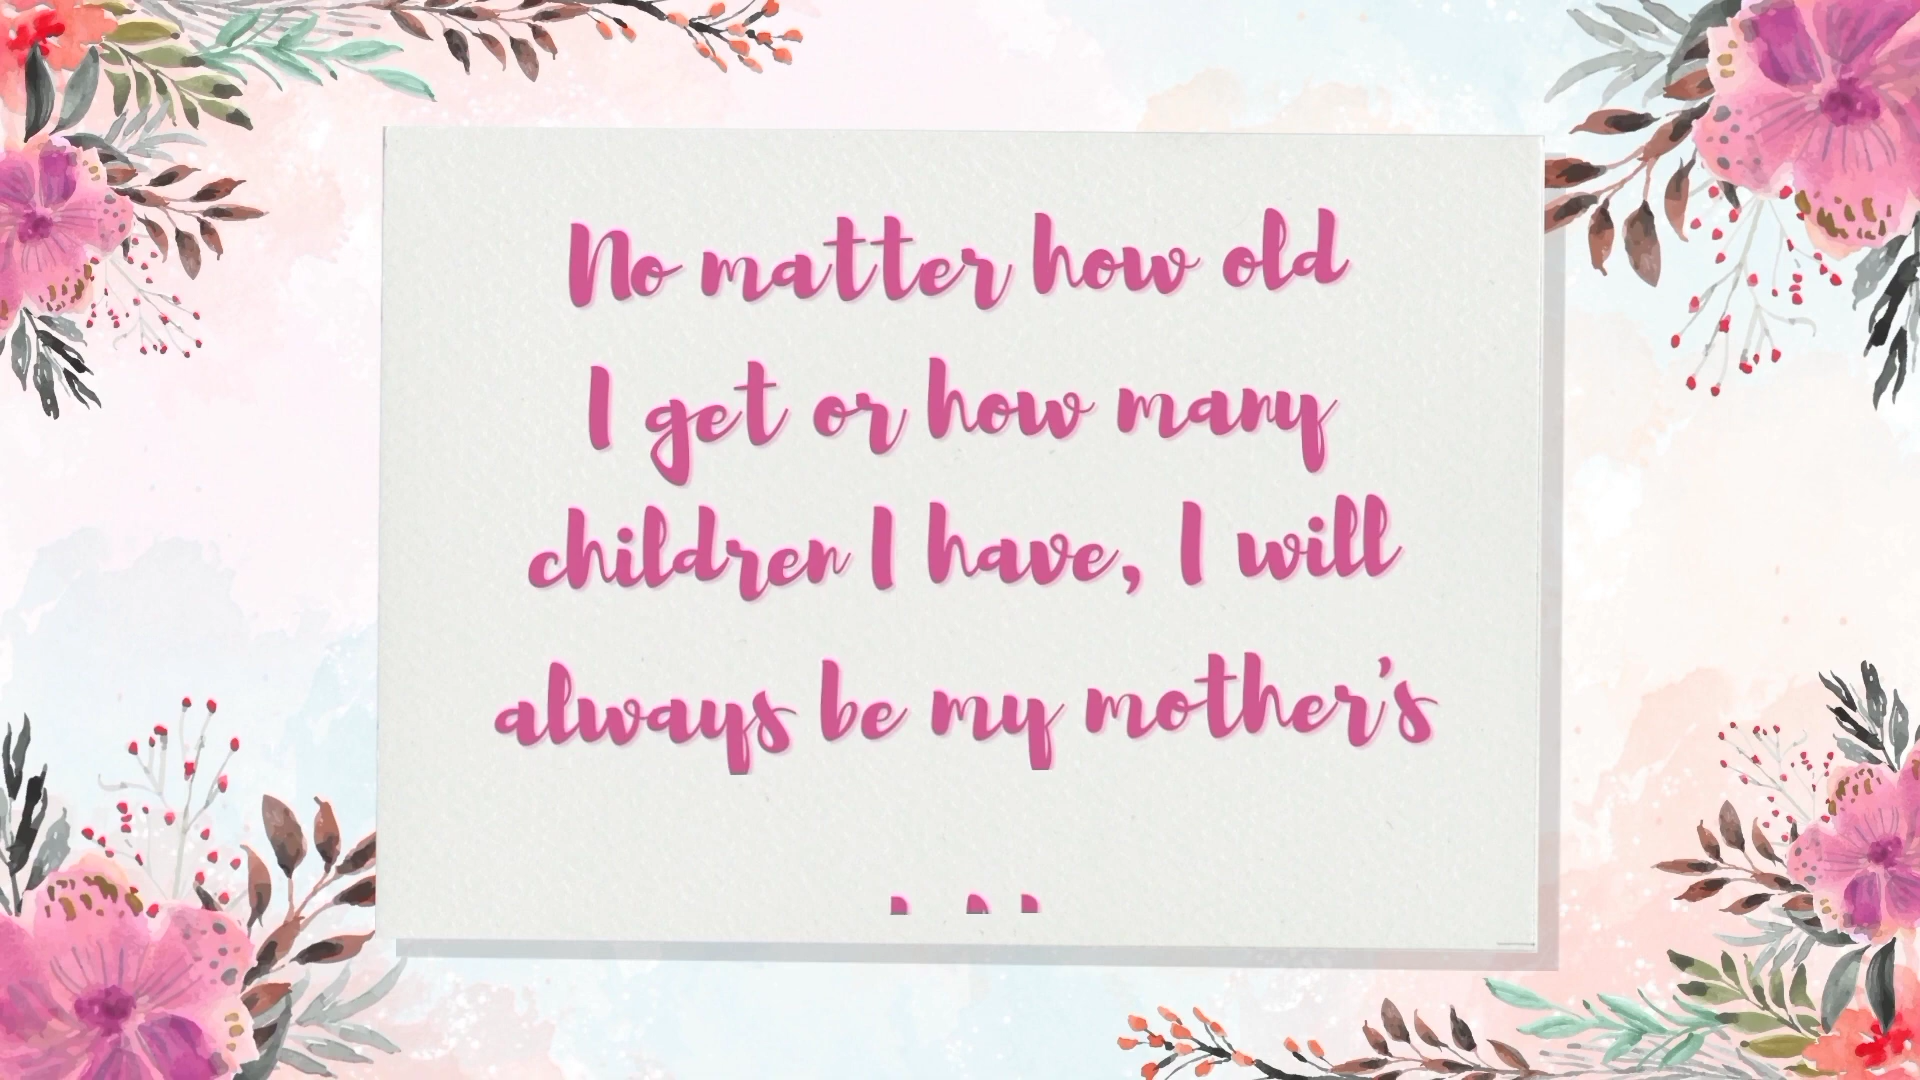 No matter how old
I get or how many
children I have, I will
always be my mother's